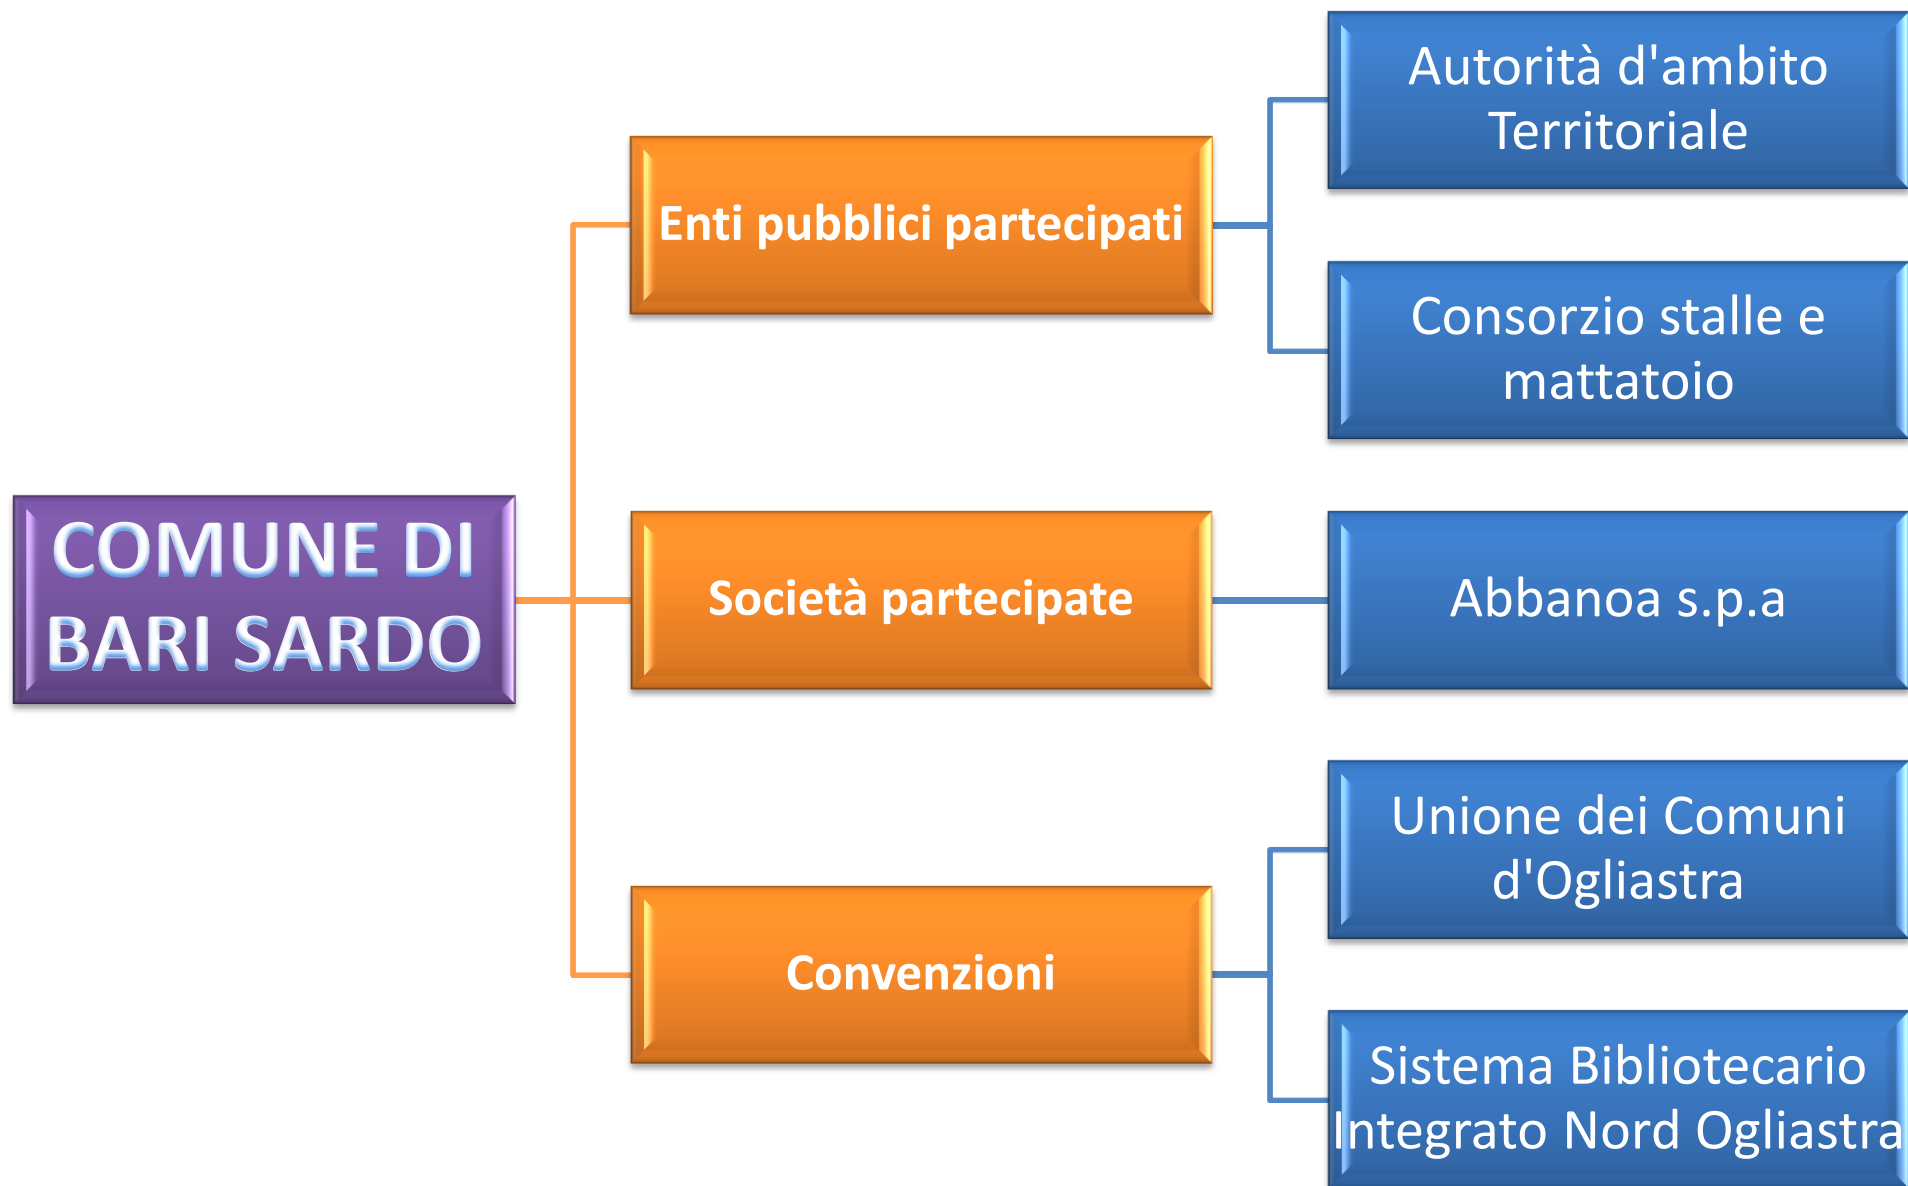 COMUNE DI
BARI SARDO
Enti pubblici partecipati
Autorità d'ambito
Territoriale
Consorzio stalle e
mattatoio
Società partecipate
Abbanoa s.p.a
Convenzioni
Unione dei Comuni
d'Ogliastra
Sistema Bibliotecario
Integrato Nord Ogliastra